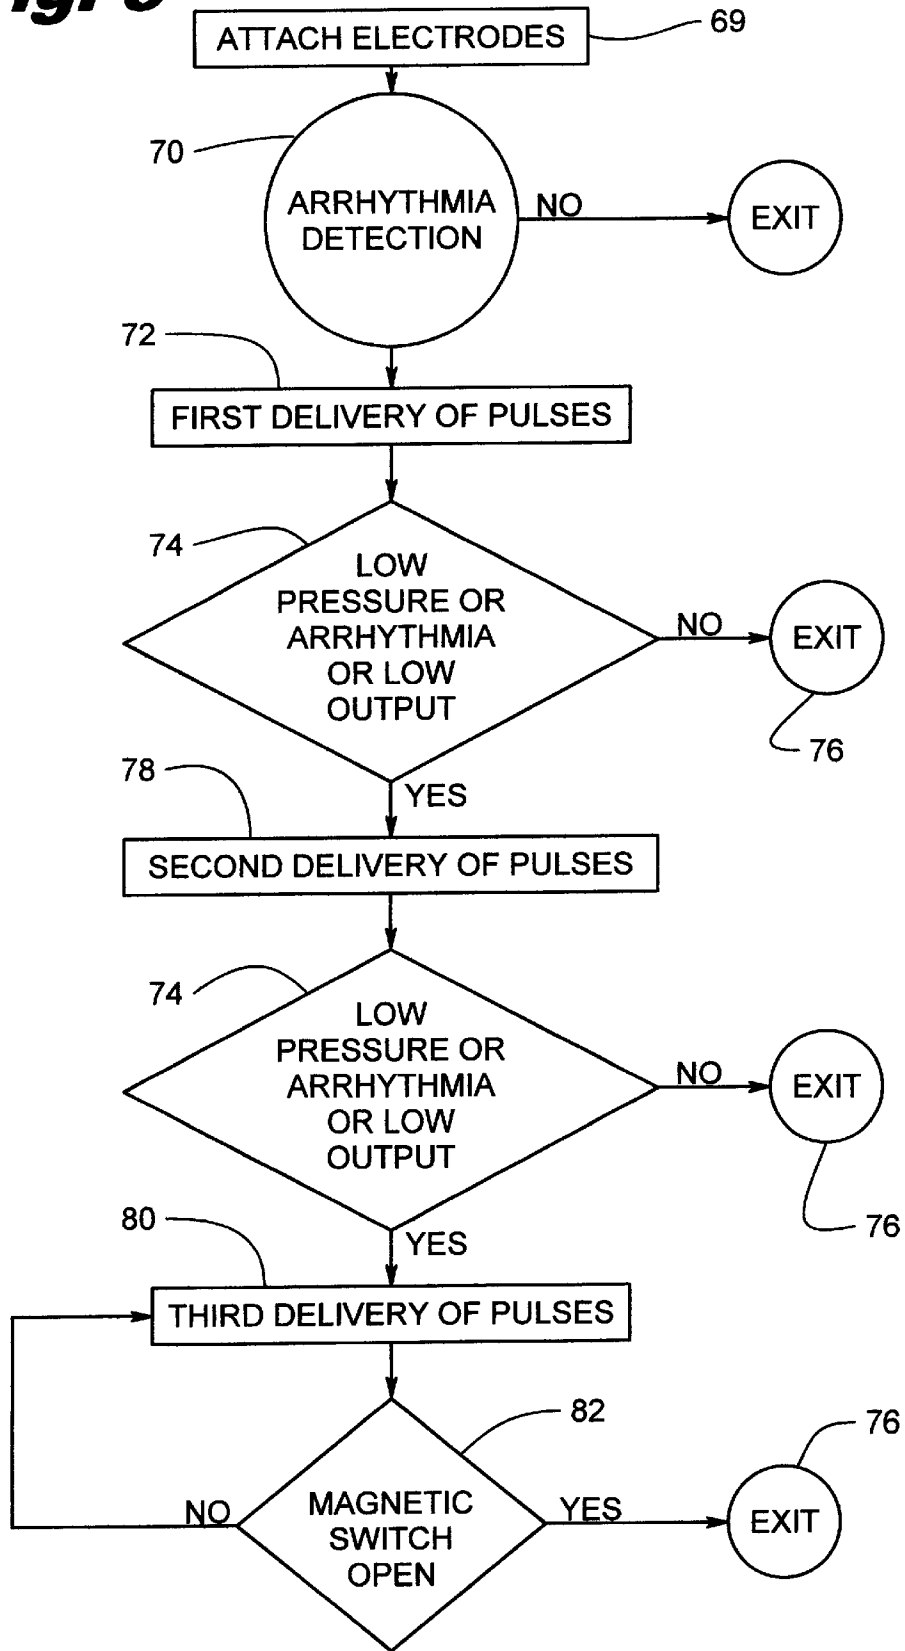 ATTACH ELECTRODES
69
70
ARRHYTHMIA
DETECTION
NO
EXIT
72
FIRST DELIVERY OF PULSES
74
LOW
PRESSURE OR
ARRHYTHMIA
OR LOW
OUTPUT
NO
EXIT
76
YES
78
SECOND DELIVERY OF PULSES
74
LOW
PRESSURE OR
ARRHYTHMIA
OR LOW
OUTPUT
NO
EXIT
76
YES
80
THIRD DELIVERY OF PULSES
82
76
NO
MAGNETIC
SWITCH
OPEN
YES
EXIT